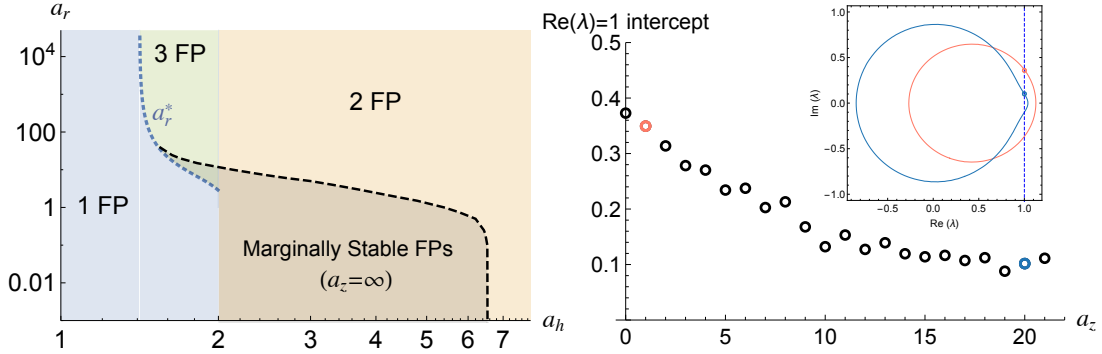 a_r
10^4
100
1
0.01
3 FP
a_r^*
2 FP
1 FP
Marginally Stable FPs
(a_z=∞)
1 2 3 4 5 6 7
a_h
Re(λ)=1 intercept
0.5
0.4
0.3
0.2
0.1
0 5 10 15 20
a_z
1.0
0.5
0.0
-0.5
-1.0
Im (λ)
-0.5 0.0 0.5 1.0
Re (λ)